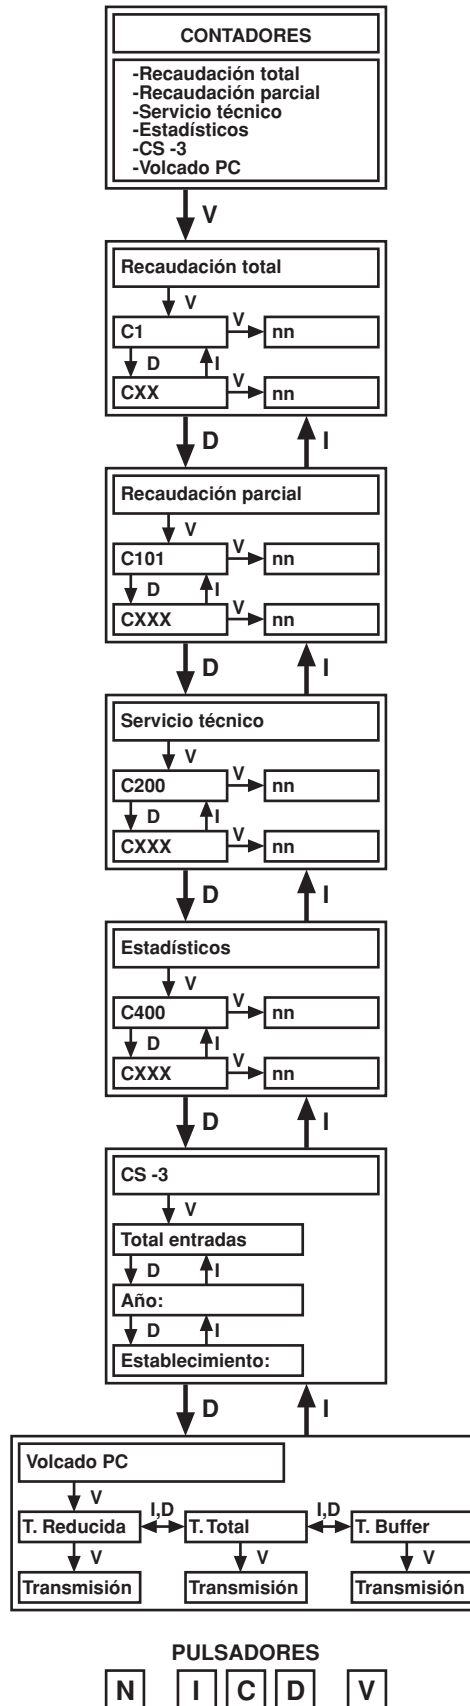 CONTADORES
-Recaudación total
-Recaudación parcial
-Servicio técnico
-Estadísticos
-CS -3
-Volcado PC
V
Recaudación total
V
C1 V nn
D I
CXX V nn
D I
Recaudación parcial
V
C101 V nn
D I
CXXX V nn
D I
Servicio técnico
V
C200 V nn
D I
CXXX V nn
D I
Estadísticos
V
C400 V nn
D I
CXXX V nn
D I
CS -3
V
Total entradas
D I
Año:
D I
Establecimiento:
D I
Volcado PC
V
T. Reducida I,D T. Total I,D T. Buffer
V V V
Transmisión Transmisión Transmisión
PULSADORES
N I C D V